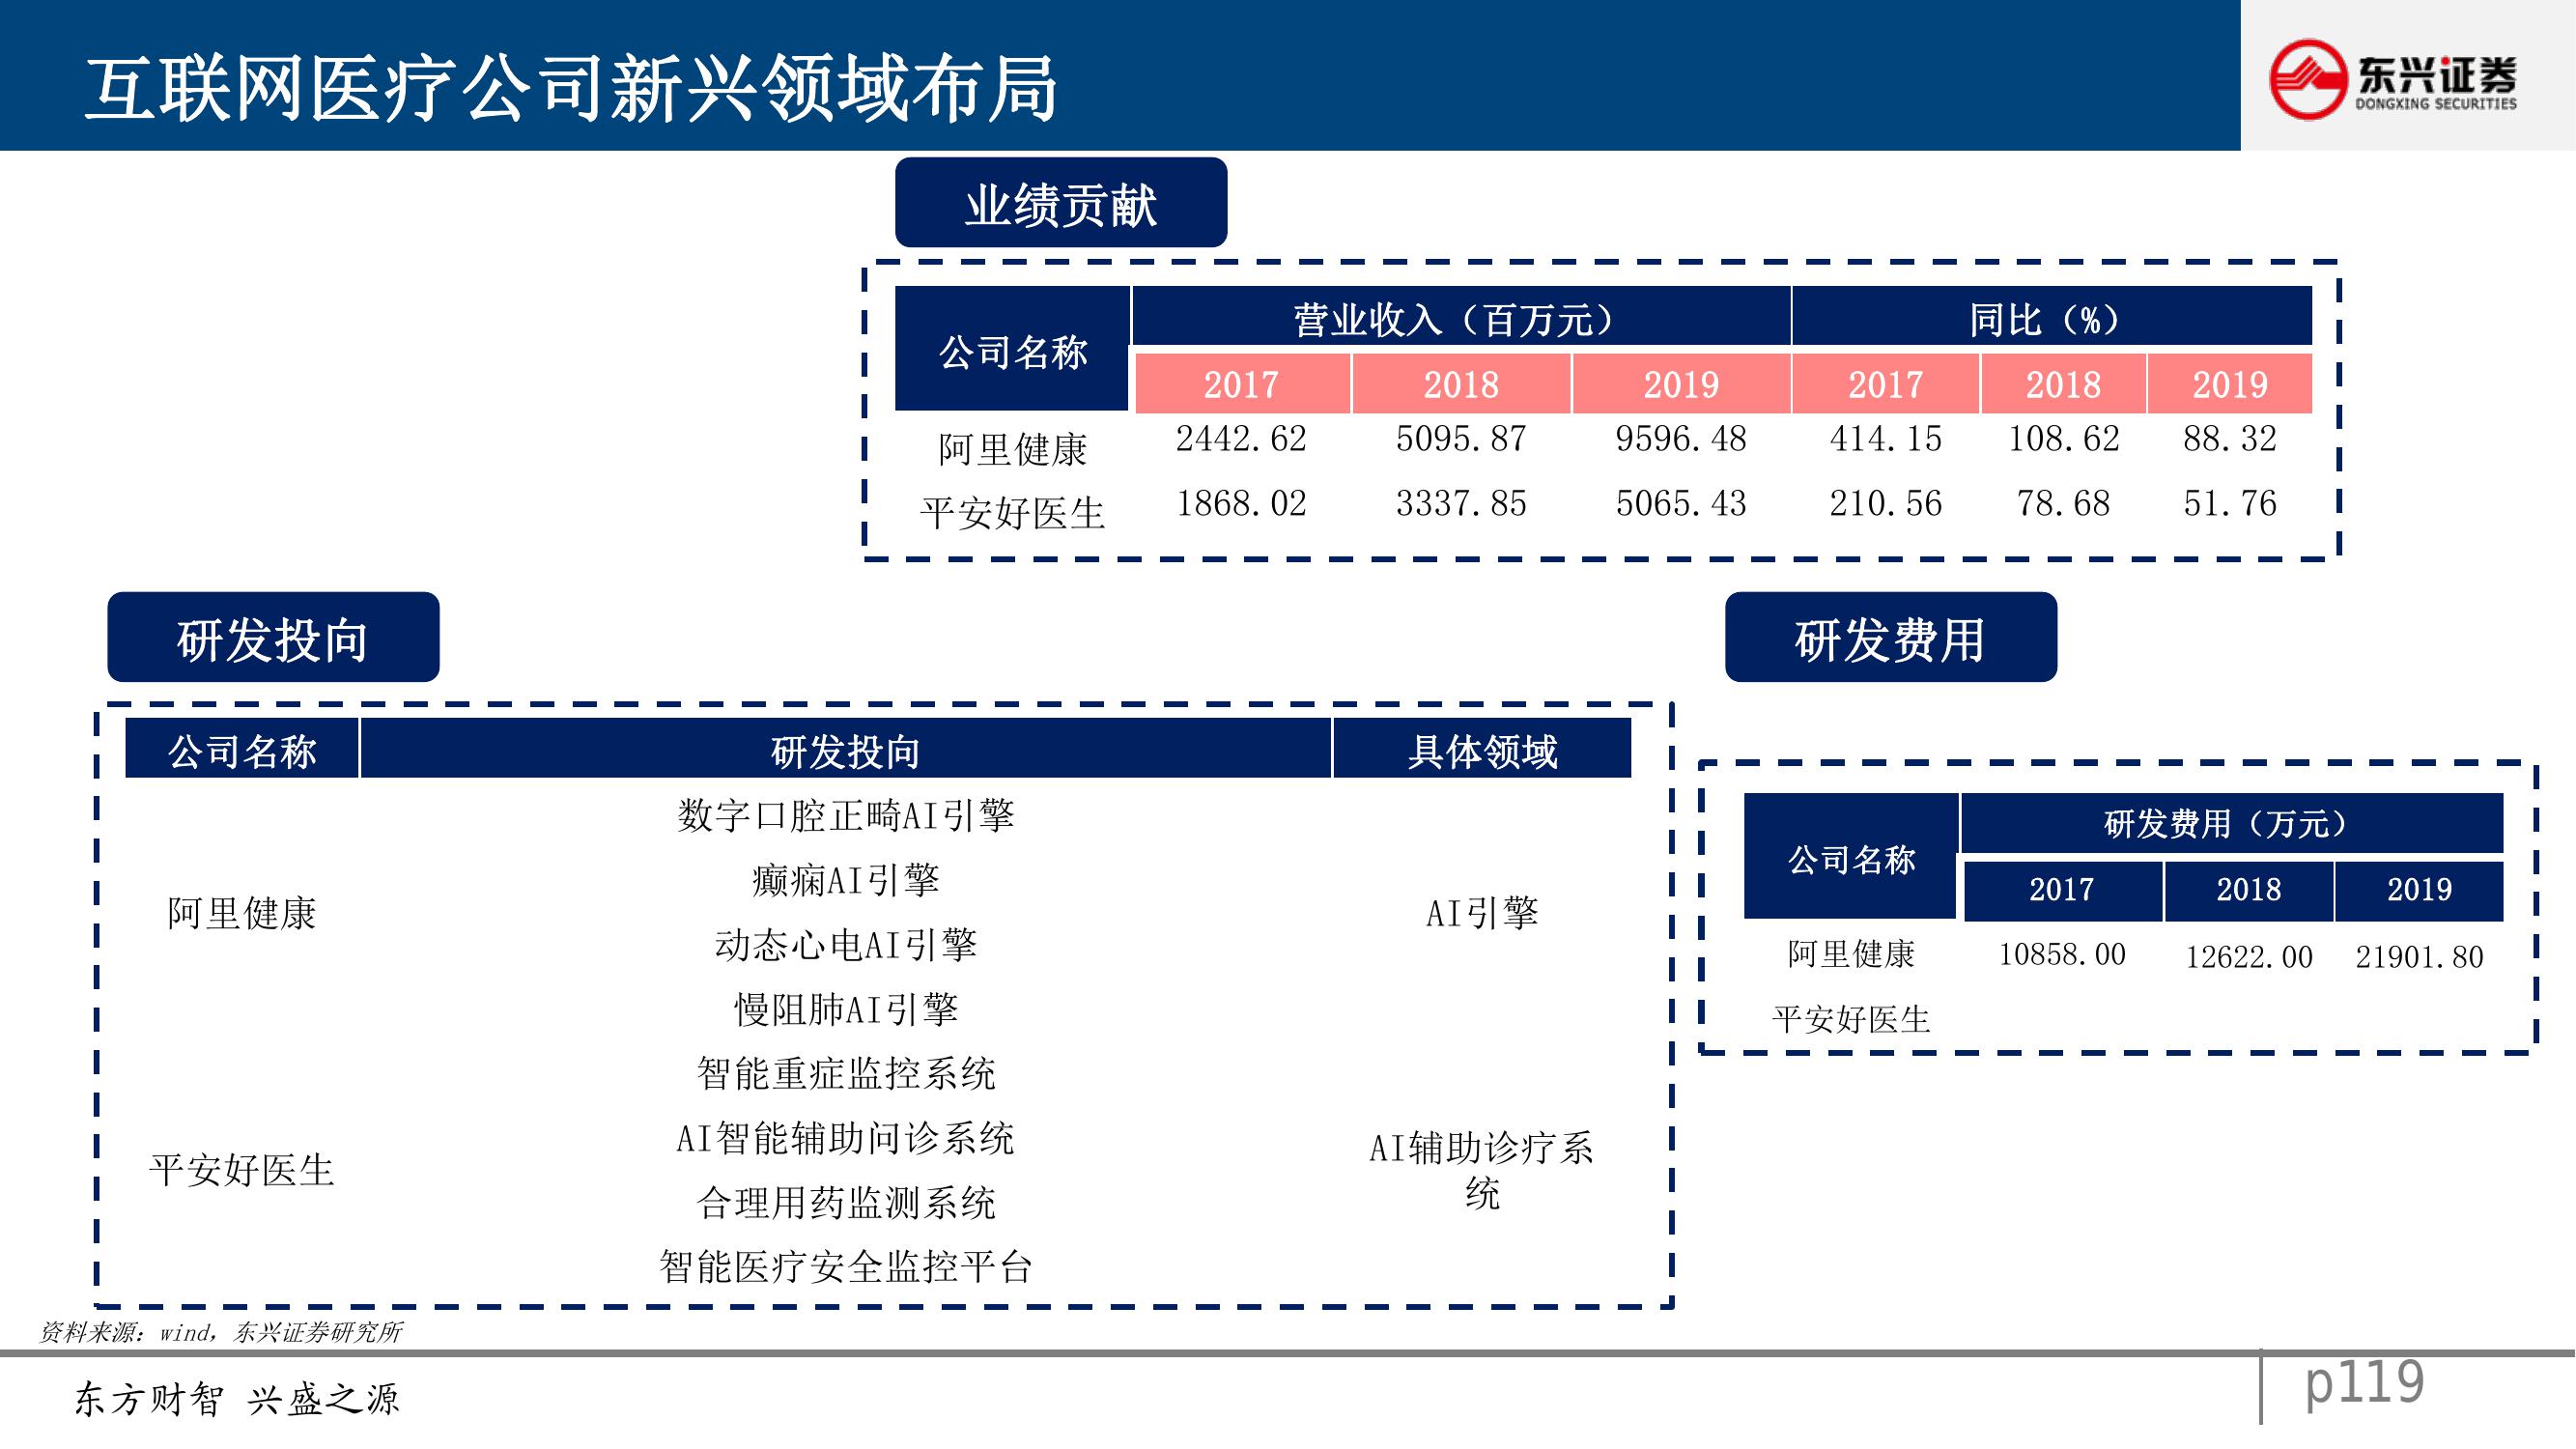 互联网医疗公司新兴领域布局
东兴证券
DONGXING SECURITIES
业绩贡献
公司名称 营业收入（百万元） 同比（%）
2017 2018 2019 2017 2018 2019
阿里健康 2442.62 5095.87 9596.48 414.15 108.62 88.32
平安好医生 1868.02 3337.85 5065.43 210.56 78.68 51.76
研发投向
公司名称 研发投向 具体领域
阿里健康
数字口腔正畸AI引擎
癫痫AI引擎
动态心电AI引擎
慢阻肺AI引擎
AI引擎
平安好医生
智能重症监控系统
AI智能辅助问诊系统
合理用药监测系统
智能医疗安全监控平台
AI辅助诊疗系
统
研发费用
公司名称 研发费用（万元）
2017 2018 2019
阿里健康 10858.00 12622.00 21901.80
平安好医生
资料来源：wind，东兴证券研究所
东方财智 兴盛之源
p119